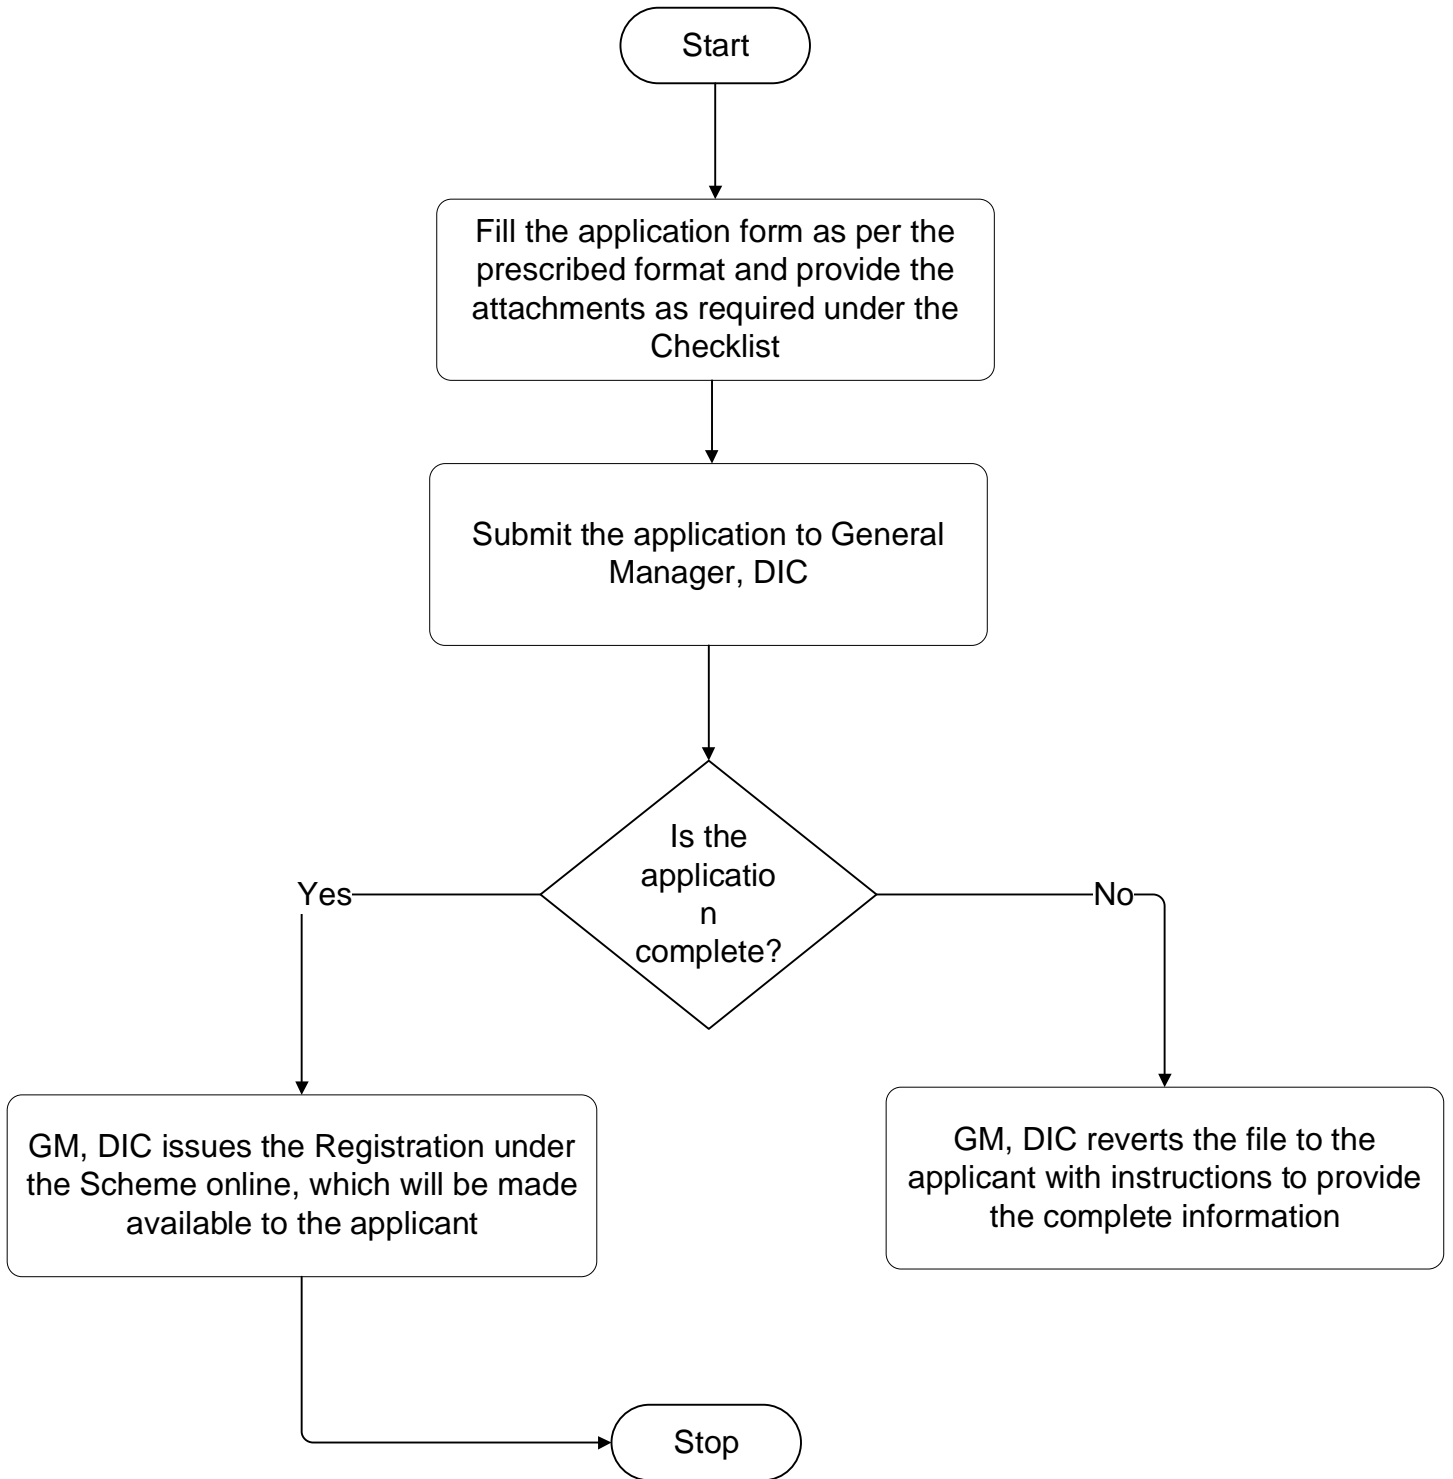 Start
Fill the application form as per the
prescribed format and provide the
attachments as required under the
Checklist
Submit the application to General
Manager, DIC
Is the
applicatio
n
complete?
Yes
No
GM, DIC issues the Registration under
the Scheme online, which will be made
available to the applicant
GM, DIC reverts the file to the
applicant with instructions to provide
the complete information
Stop